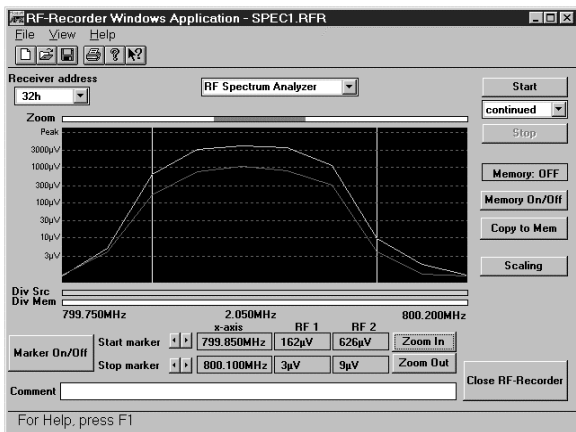 RF-Recorder Windows Application - SPEC1.RFR
File View Help
Receiver address
32h
RF Spectrum Analyzer
Start
continued
Stop
Zoom
Peak
3000µV
1000µV
300µV
100µV
30µV
10µV
3µV
Memory: OFF
Memory On/Off
Copy to Mem
Scaling
Div Src
Div Mem
799.750MHz 2.050MHz 800.200MHz
x-axis RF 1 RF 2
Marker On/Off
Start marker 799.850MHz 162µV 626µV Zoom In
Stop marker 800.100MHz 3µV 9µV Zoom Out
Close RF-Recorder
Comment
For Help, press F1